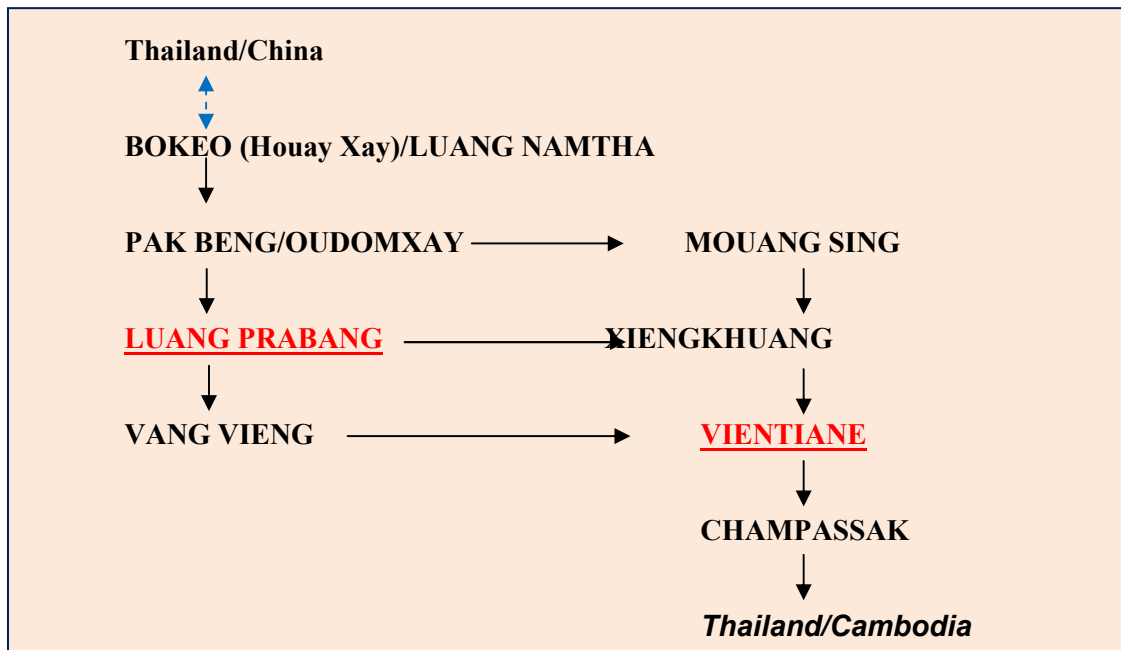 Thailand/China
BOKEO (Houay Xay)/LUANG NAMTHA
PAK BENG/OUDOMXAY
MOUANG SING
LUANG PRABANG
XIENGKHUANG
VANG VIENG
VIENTIANE
CHAMPASSAK
Thailand/Cambodia